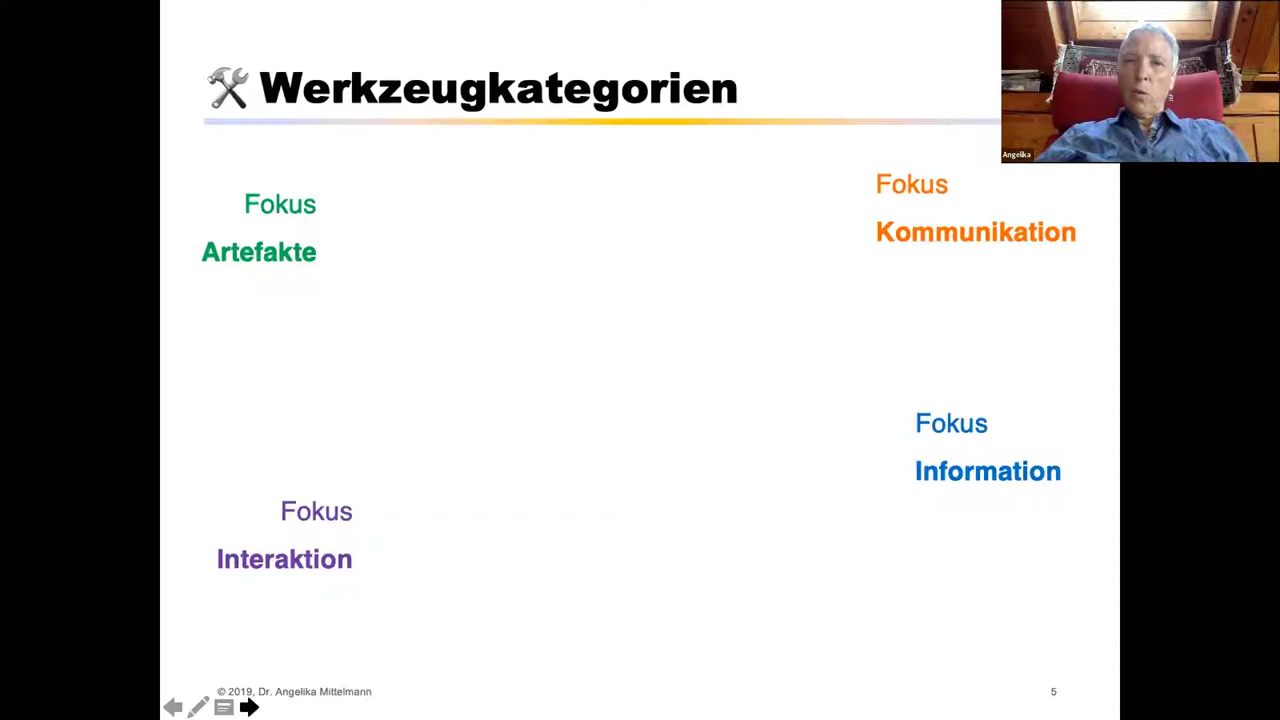 Werkzeugkategorien
Angelika
Fokus
Artefakte
Fokus
Kommunikation
Fokus
Information
Fokus
Interaktion
© 2019, Dr. Angelika Mittelmann
5